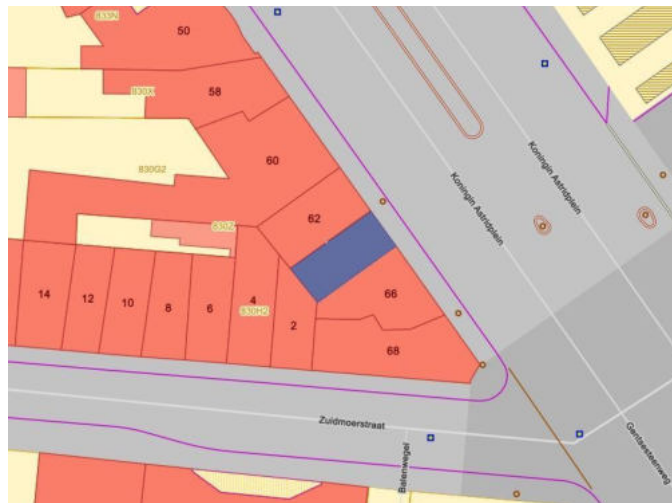 833N
50
830X
58
60
Koningin Astridplein
830G2
Koningin Astridplein
62
830Z
66
14
12
10
8
6
4
830H2
2
68
Zuidmoerstraat
Balenwegel
Gentsesteenweg